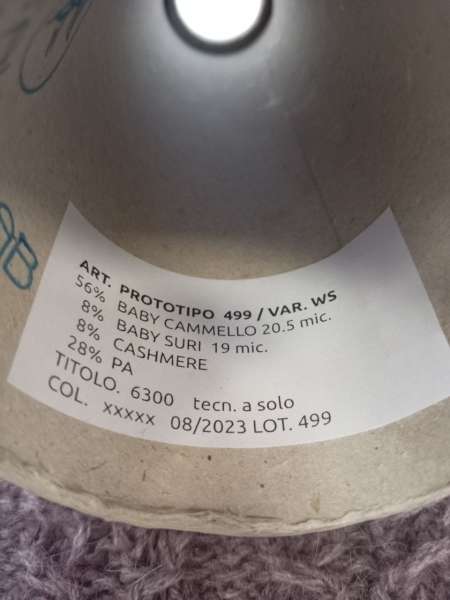 ART. PROTOTIPO 499 / VAR. WS
56% BABY CAMMELLO 20.5 mic.
8% BABY SURI 19 mic.
8% CASHMERE
28% PA
TITOLO. 6300 tecn. a solo
COL. xxxxx 08/2023 LOT. 499